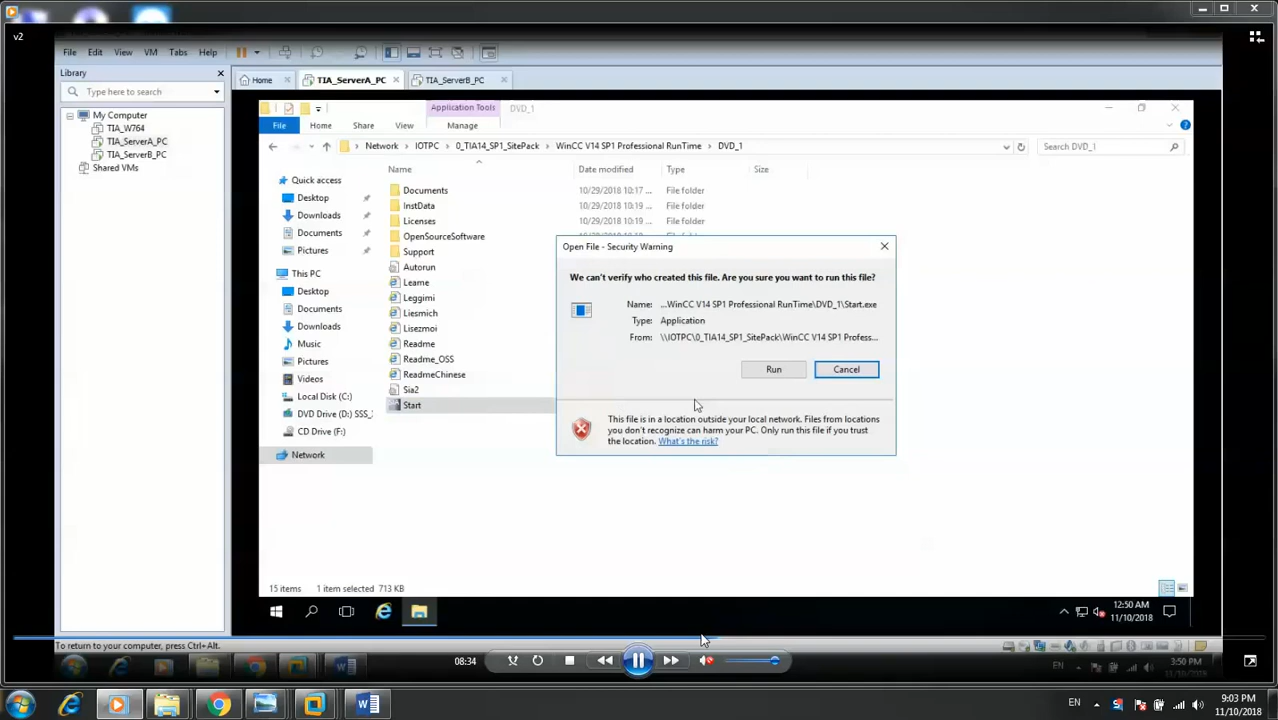 v2
File Edit View VM Tabs Help
Library
Type here to search
My Computer
TIA_W764
TIA_ServerA_PC
TIA_ServerB_PC
Shared VMs
Home TIA_ServerA_PC TIA_ServerB_PC
Application Tools DVD_1
File Home Share View Manage
Network IOTPC 0_TIA14_SP1_SitePack WinCC V14 SP1 Professional RunTime DVD_1
Search DVD_1
Name Date modified Type Size
Quick access
Desktop
Downloads
Documents
Pictures
This PC
Desktop
Documents
Downloads
Music
Pictures
Videos
Local Disk (C:)
DVD Drive (D:) SSS_
CD Drive (F:)
Network
Documents 10/29/2018 10:17 ... File folder
InstData 10/29/2018 10:19 ... File folder
Licenses 10/29/2018 10:19 ... File folder
OpenSourceSoftware
Support
Autorun
Leame
Leggimi
Liesmich
Lisezmoi
Readme
Readme_OSS
ReadmeChinese
Sia2
Start
Open File - Security Warning
We can't verify who created this file. Are you sure you want to run this file?
Name: ...WinCC V14 SP1 Professional RunTime\DVD_1\Start.exe
Type: Application
From: \\IOTPC\0_TIA14_SP1_SitePack\WinCC V14 SP1 Profess...
Run Cancel
This file is in a location outside your local network. Files from locations
you don't recognize can harm your PC. Only run this file if you trust
the location. What's the risk?
15 items 1 item selected 713 KB
12:50 AM
11/10/2018
To return to your computer, press Ctrl+Alt.
08:34
EN
3:50 PM
11/10/2018
EN
9:03 PM
11/10/2018